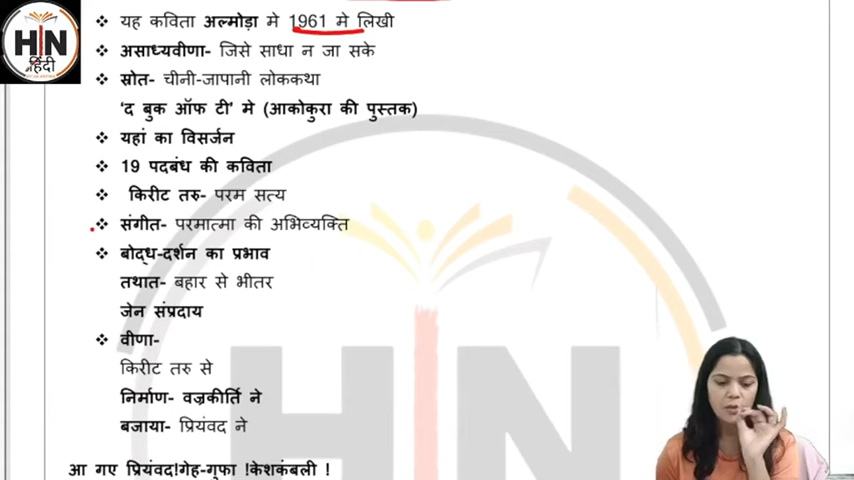 HIN
हिंदी
❖ यह कविता अल्मोड़ा मे 1961 मे लिखी
❖ असाध्यवीणा- जिसे साधा न जा सके
❖ स्रोत- चीनी-जापानी लोककथा
‘द बुक ऑफ टी’ मे (आकोकुरा की पुस्तक)
❖ यहां का विसर्जन
❖ 19 पदबंध की कविता
❖ किरीट तरु- परम सत्य
❖ संगीत- परमात्मा की अभिव्यक्ति
❖ बोद्ध-दर्शन का प्रभाव
तथात- बहार से भीतर
जेन संप्रदाय
❖ वीणा-
किरीट तरु से
निर्माण- वज्रकीर्ति ने
बजाया- प्रियंवद ने
आ गए प्रियंवद!गेह-गुफा !केशकंबली !
HIN